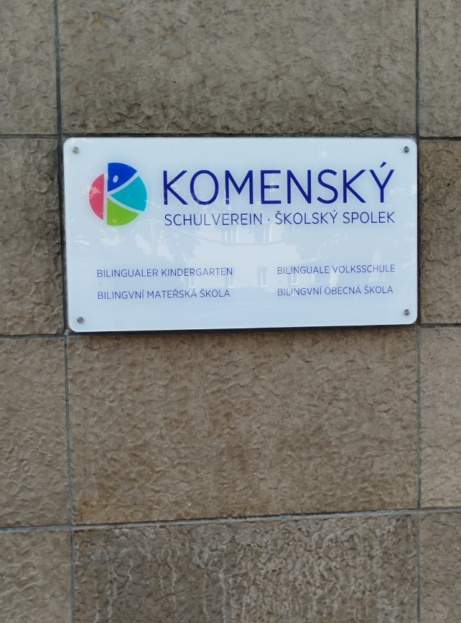 KOMENSKÝ
SCHULVEREIN · ŠKOLSKÝ SPOLEK
BILINGUALER KINDERGARTEN
BILINGVNÍ MATEŘSKÁ ŠKOLA
BILINGUALE VOLKSSCHULE
BILINGVNÍ OBECNÁ ŠKOLA